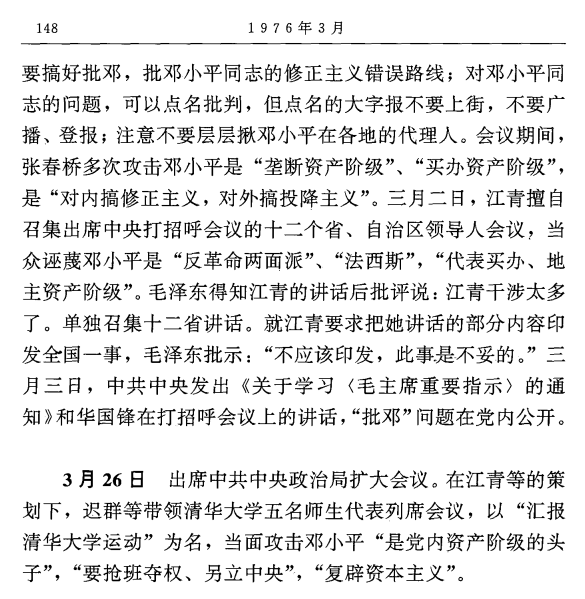 148 1976年3月
要搞好批邓，批邓小平同志的修正主义错误路线；对邓小平同
志的问题，可以点名批判，但点名的大字报不要上街，不要广
播、登报；注意不要层层揪邓小平在各地的代理人。会议期间，
张春桥多次攻击邓小平是“垄断资产阶级”、“买办资产阶级”，
是“对内搞修正主义，对外搞投降主义”。三月二日，江青擅自
召集出席中央打招呼会议的十二个省、自治区领导人会议，当
众诬蔑邓小平是“反革命两面派”、“法西斯”，“代表买办、地
主资产阶级”。毛泽东得知江青的讲话后批评说：江青干涉太多
了。单独召集十二省讲话。就江青要求把她讲话的部分内容印
发全国一事，毛泽东批示：“不应该印发，此事是不妥的。”三
月三日，中共中央发出《关于学习〈毛主席重要指示〉的通
知》和华国锋在打招呼会议上的讲话，“批邓”问题在党内公开。
3月26日 出席中共中央政治局扩大会议。在江青等的策
划下，迟群等带领清华大学五名师生代表列席会议，以“汇报
清华大学运动”为名，当面攻击邓小平“是党内资产阶级的头
子”，“要抢班夺权、另立中央”，“复辟资本主义”。